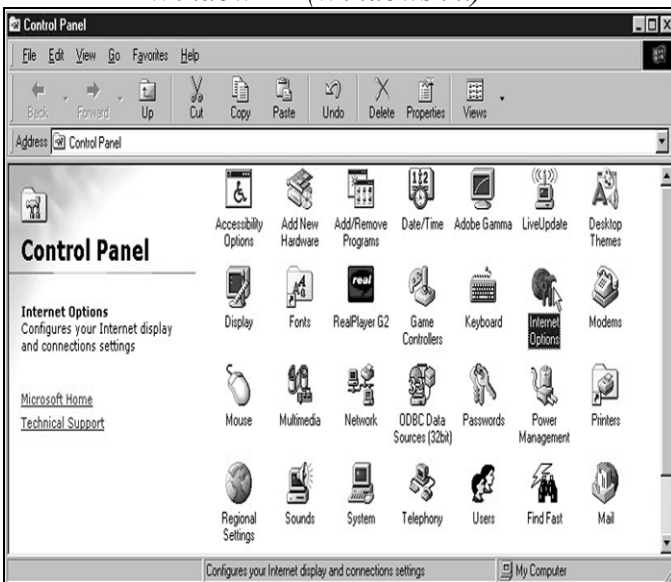 Control Panel
File Edit View Go Favorites Help
Back Forward Up Cut Copy Paste Undo Delete Properties Views
Address Control Panel
Control Panel
Internet Options
Configures your Internet display
and connections settings
Microsoft Home
Technical Support
Accessibility Options
Add New Hardware
Add/Remove Programs
Date/Time
Adobe Gamma
LiveUpdate
Desktop Themes
Display
Fonts
real
RealPlayer G2
Game Controllers
Keyboard
Internet Options
Modems
Mouse
Multimedia
Network
ODBC Data Sources (32bit)
Passwords
Power Management
Printers
Regional Settings
Sounds
System
Telephony
Users
Find Fast
Mail
Configures your Internet display and connections settings
My Computer